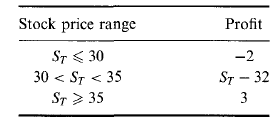 Stock price range Profit
S_T ⩽ 30 −2
30 < S_T < 35 S_T − 32
S_T ⩾ 35 3